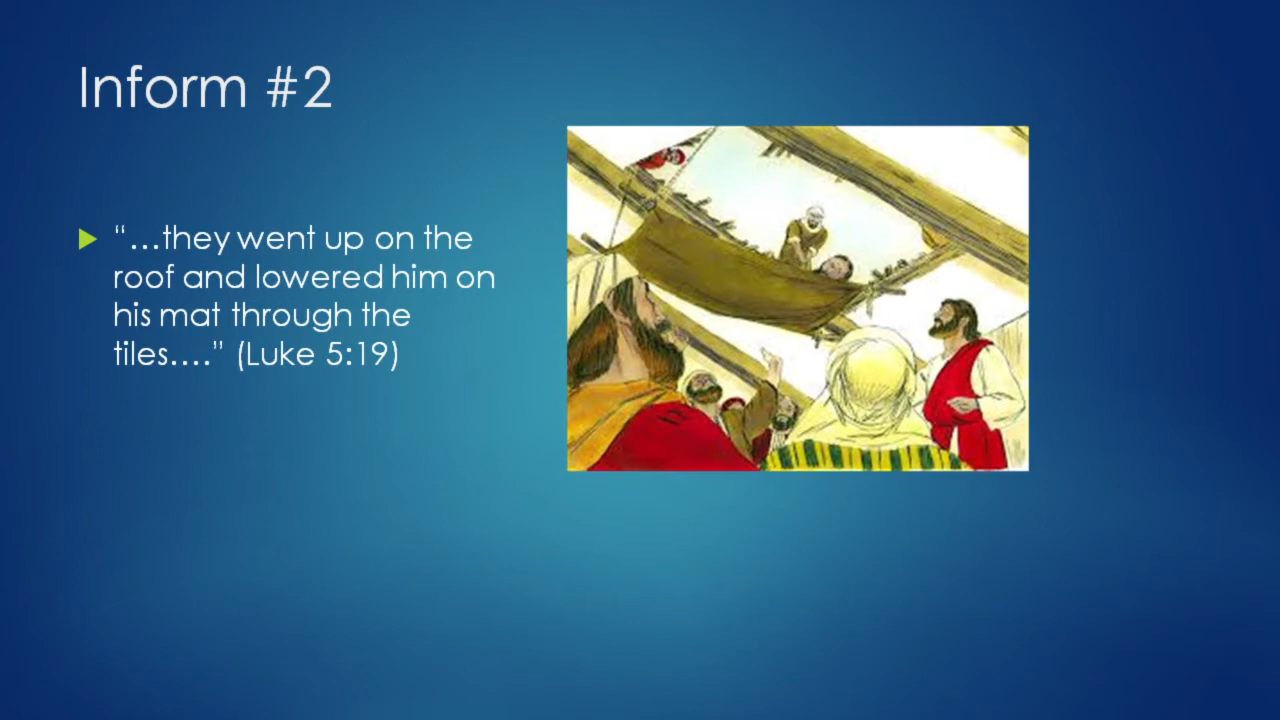 Inform #2
“…they went up on the
roof and lowered him on
his mat through the
tiles….” (Luke 5:19)